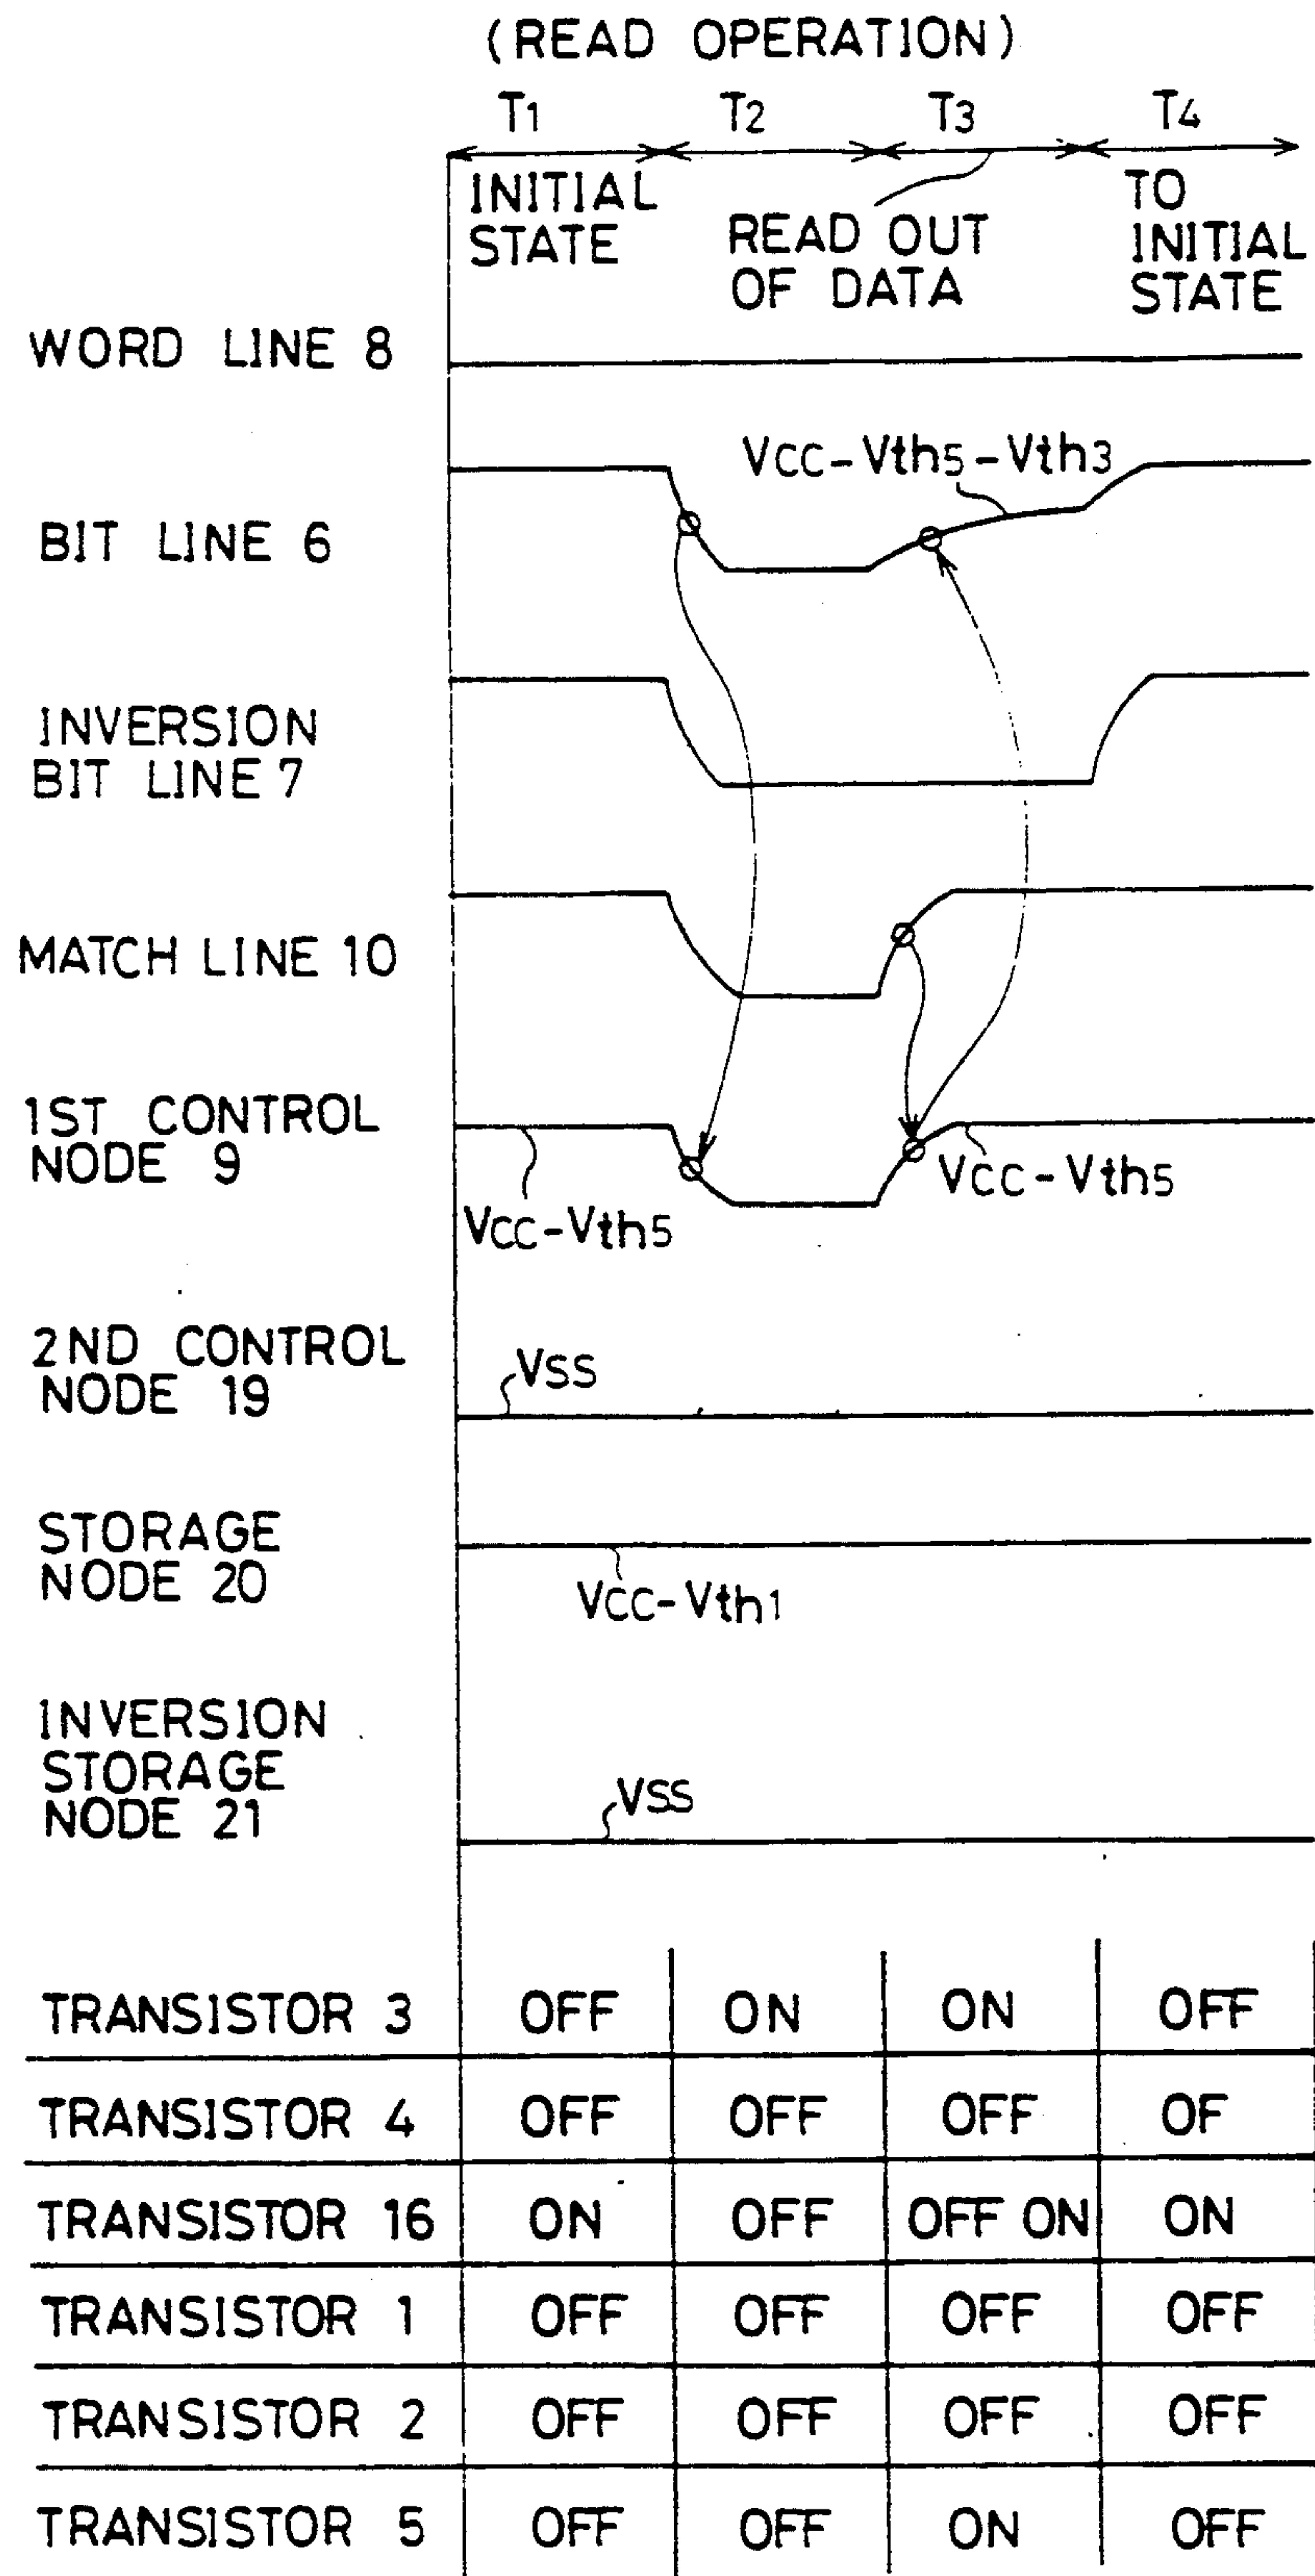 (READ OPERATION)
T1 T2 T3 T4
INITIAL
STATE
READ OUT
OF DATA
TO
INITIAL
STATE
WORD LINE 8
VCC-Vth5-Vth3
BIT LINE 6
INVERSION
BIT LINE 7
MATCH LINE 10
1ST CONTROL
NODE 9
VCC-Vth5
VCC-Vth5
2ND CONTROL
NODE 19
VSS
STORAGE
NODE 20
VCC-Vth1
INVERSION
STORAGE
NODE 21
VSS
TRANSISTOR 3 OFF ON ON OFF
TRANSISTOR 4 OFF OFF OFF OF
TRANSISTOR 16 ON OFF OFF ON ON
TRANSISTOR 1 OFF OFF OFF OFF
TRANSISTOR 2 OFF OFF OFF OFF
TRANSISTOR 5 OFF OFF ON OFF